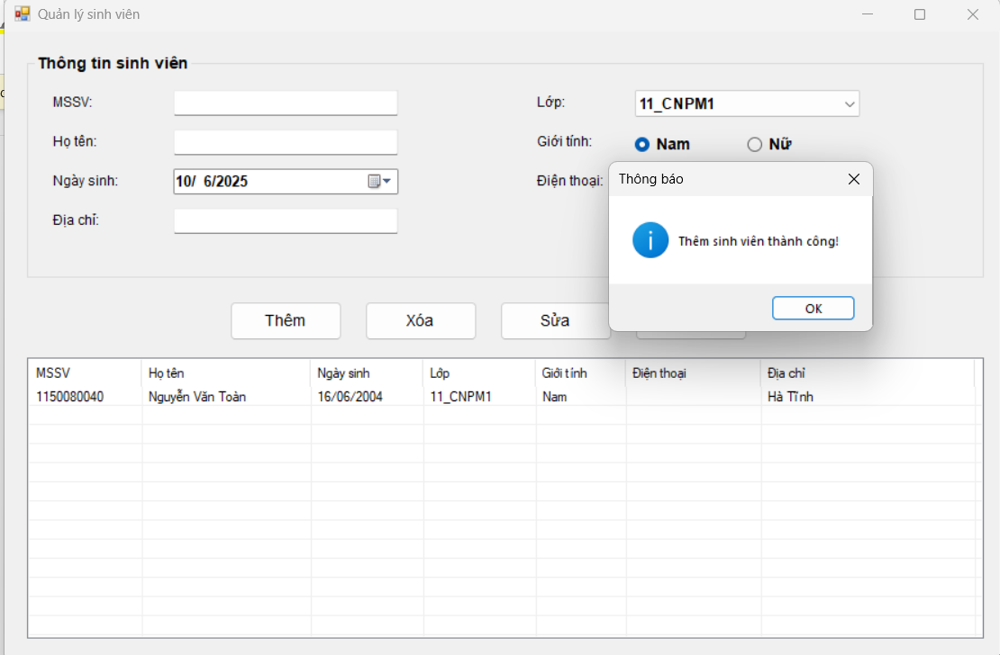 Quản lý sinh viên
Thông tin sinh viên
MSSV:
Lớp:
11_CNPM1
Họ tên:
Giới tính:
Nam
Nữ
Ngày sinh:
10/ 6/2025
Điện thoại:
Địa chỉ:
Thông báo
Thêm sinh viên thành công!
OK
Thêm
Xóa
Sửa
MSSV Họ tên Ngày sinh Lớp Giới tính Điện thoại Địa chỉ
1150080040 Nguyễn Văn Toàn 16/06/2004 11_CNPM1 Nam Hà Tĩnh